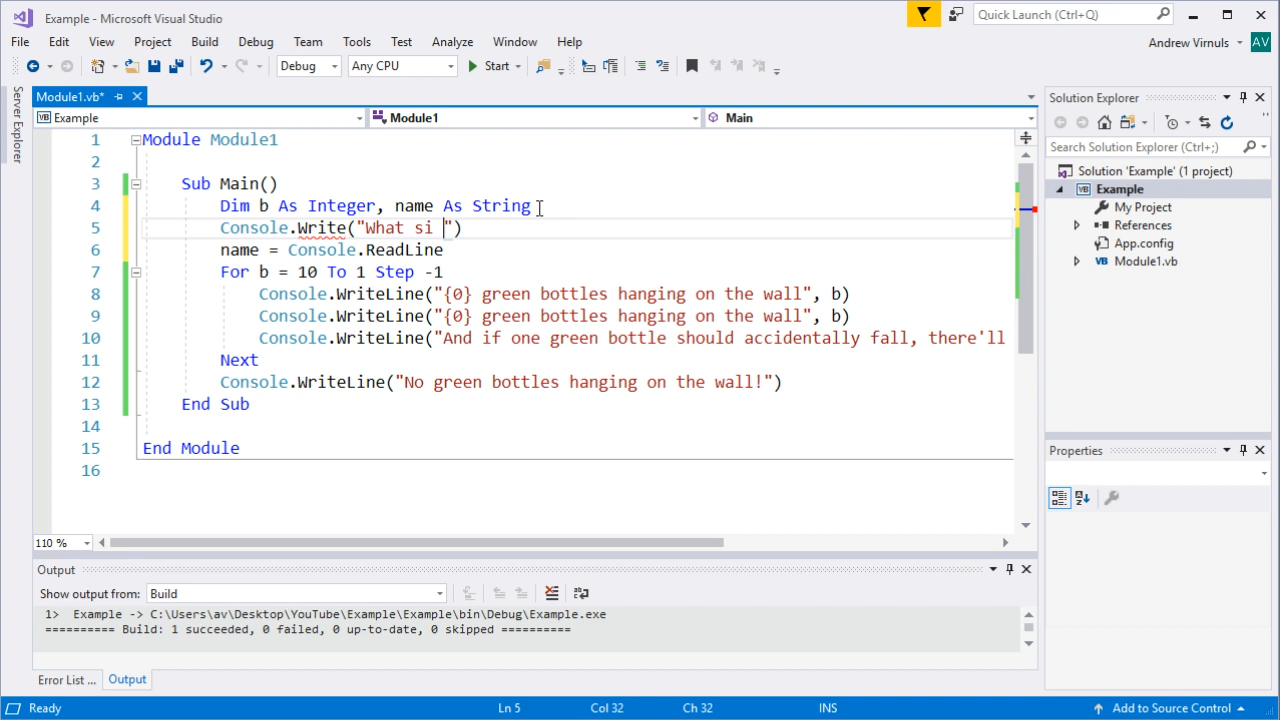 Example - Microsoft Visual Studio
Quick Launch (Ctrl+Q)
File Edit View Project Build Debug Team Tools Test Analyze Window Help
Andrew Virnuls AV
Debug Any CPU Start
Server Explorer
Module1.vb*
Example Module1 Main
1 Module Module1
2
3 Sub Main()
4 Dim b As Integer, name As String
5 Console.Write("What si ")
6 name = Console.ReadLine
7 For b = 10 To 1 Step -1
8 Console.WriteLine("{0} green bottles hanging on the wall", b)
9 Console.WriteLine("{0} green bottles hanging on the wall", b)
10 Console.WriteLine("And if one green bottle should accidentally fall, there'll
11 Next
12 Console.WriteLine("No green bottles hanging on the wall!")
13 End Sub
14
15 End Module
16
110 %
Solution Explorer
Search Solution Explorer (Ctrl+;)
Solution 'Example' (1 project)
VB Example
My Project
References
App.config
VB Module1.vb
Properties
Output
Show output from: Build
1> Example -> C:\Users\av\Desktop\YouTube\Example\Example\bin\Debug\Example.exe
========== Build: 1 succeeded, 0 failed, 0 up-to-date, 0 skipped ==========
Error List ... Output
Ready Ln 5 Col 32 Ch 32 INS Add to Source Control